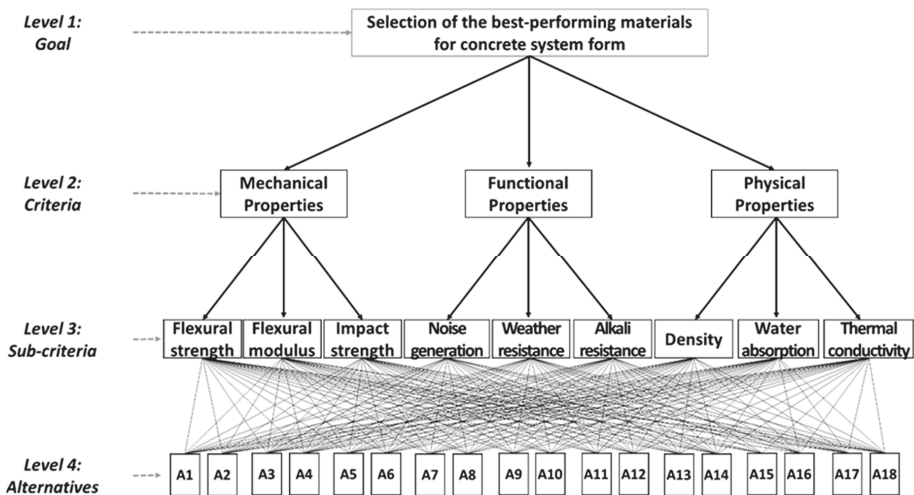 Level 1:
Goal
Selection of the best-performing materials
for concrete system form
Level 2:
Criteria
Mechanical
Properties
Functional
Properties
Physical
Properties
Level 3:
Sub-criteria
Flexural
strength
Flexural
modulus
Impact
strength
Noise
generation
Weather
resistance
Alkali
resistance
Density
Water
absorption
Thermal
conductivity
Level 4:
Alternatives
A1 A2 A3 A4 A5 A6 A7 A8 A9 A10 A11 A12 A13 A14 A15 A16 A17 A18